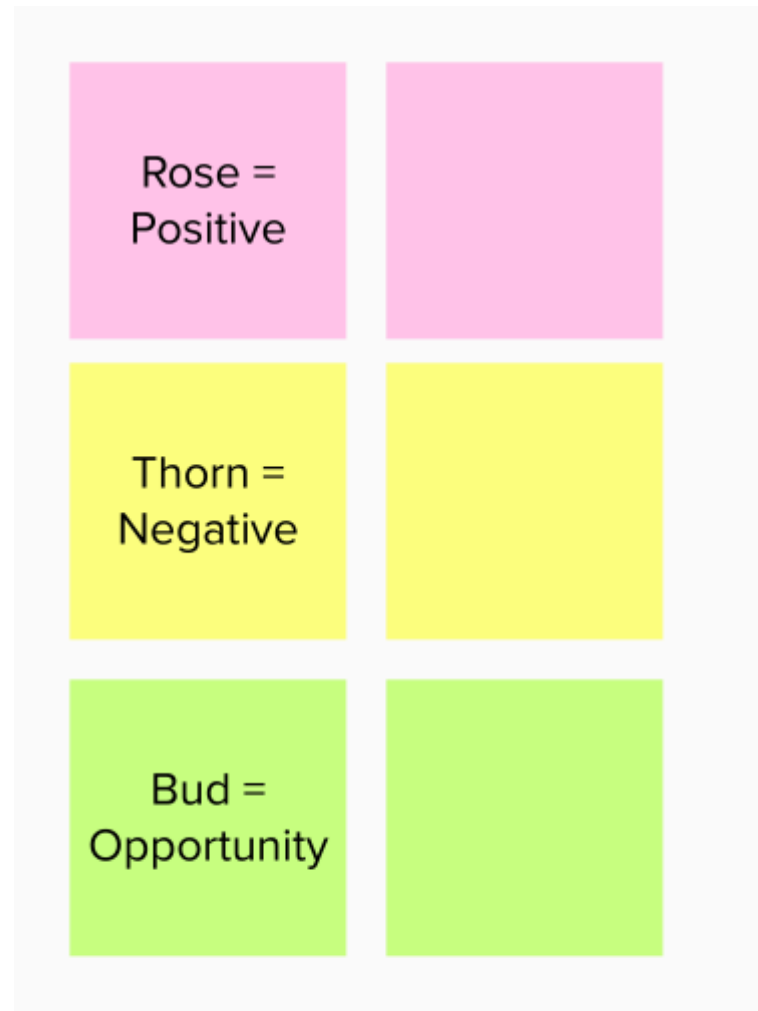 Rose =
Positive
Thorn =
Negative
Bud =
Opportunity